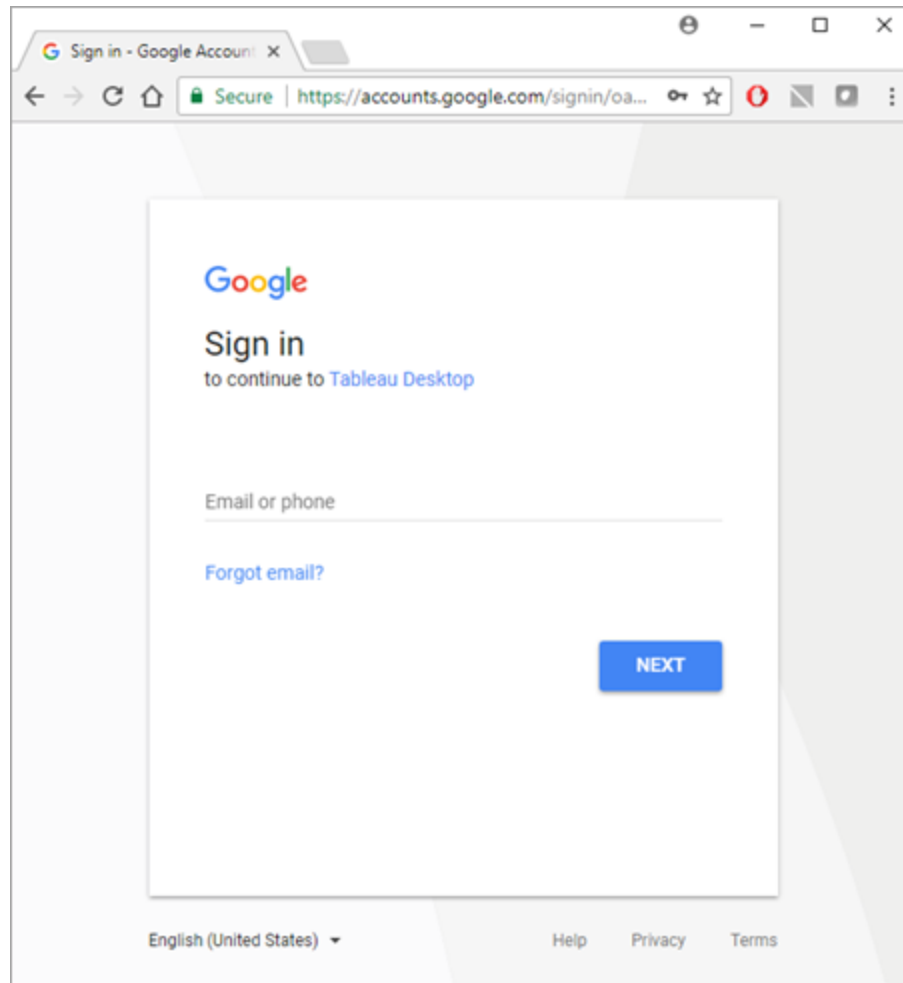 Sign in - Google Account
Secure | https://accounts.google.com/signin/oa...
Google
Sign in
to continue to Tableau Desktop
Email or phone
Forgot email?
NEXT
English (United States)
Help Privacy Terms